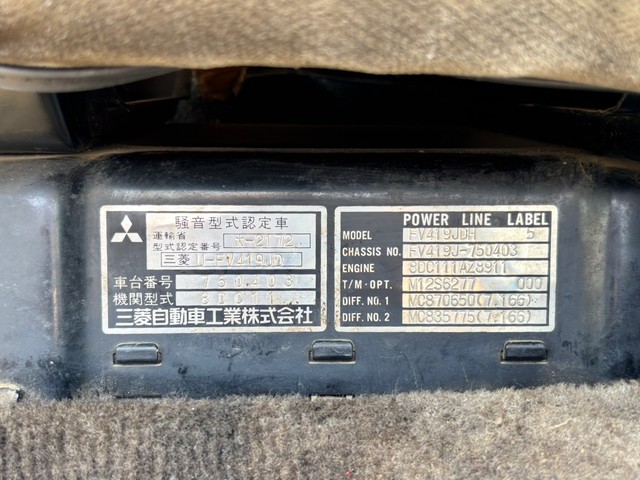 騒音型式認定車
運輸省
型式認定番号
三菱 U-FV419JD
車台番号 750403
機関型式 8DC11
三菱自動車工業株式会社
POWER LINE LABEL
MODEL FV419JDH 5
CHASSIS NO. FV419J-750403
ENGINE 8DC111AZ8911
T/M・OPT. M12S6277 000
DIFF. NO. 1 MC870650(7.166)
DIFF. NO. 2 MC835775(7.166)